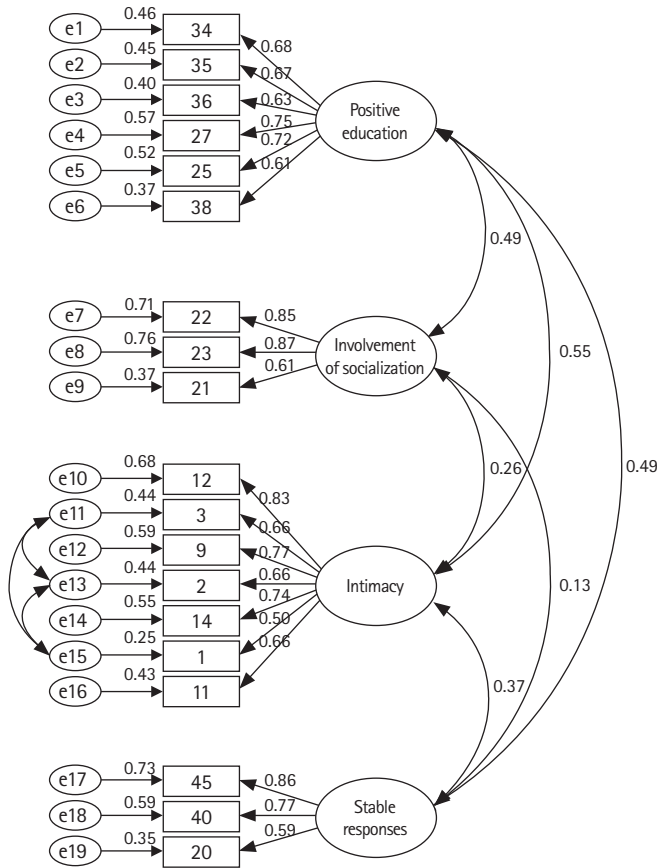 e1 0.46 34 0.68
e2 0.45 35 0.67
e3 0.40 36 0.63
e4 0.57 27 0.75
e5 0.52 25 0.72
e6 0.37 38 0.61
Positive
education
0.49
e7 0.71 22 0.85
e8 0.76 23 0.87
e9 0.37 21 0.61
Involvement
of socialization
0.55
0.26
0.49
e10 0.68 12 0.83
e11 0.44 3 0.66
e12 0.59 9 0.77
e13 0.44 2 0.66
e14 0.55 14 0.74
e15 0.25 1 0.50
e16 0.43 11 0.66
Intimacy
0.13
0.37
e17 0.73 45 0.86
e18 0.59 40 0.77
e19 0.35 20 0.59
Stable
responses